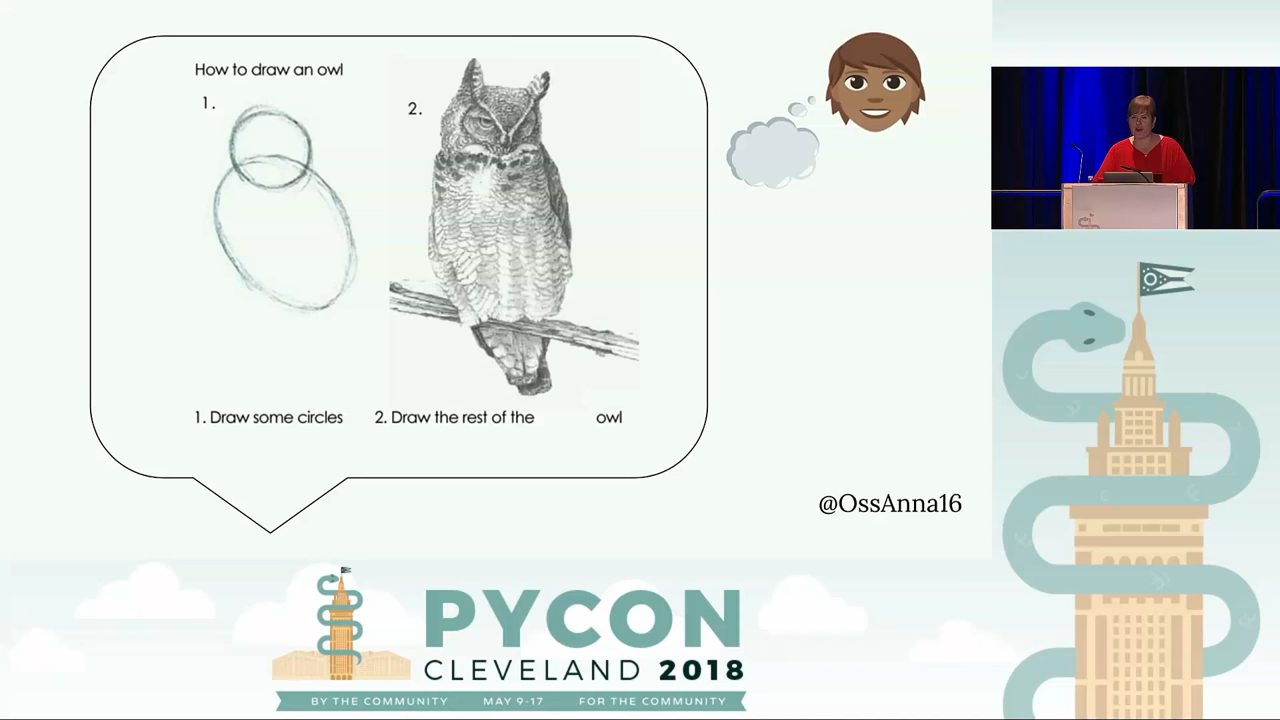 How to draw an owl
1.
2.
1. Draw some circles
2. Draw the rest of the owl
@OssAnna16
PYCON
CLEVELAND 2018
BY THE COMMUNITY MAY 9-17 FOR THE COMMUNITY